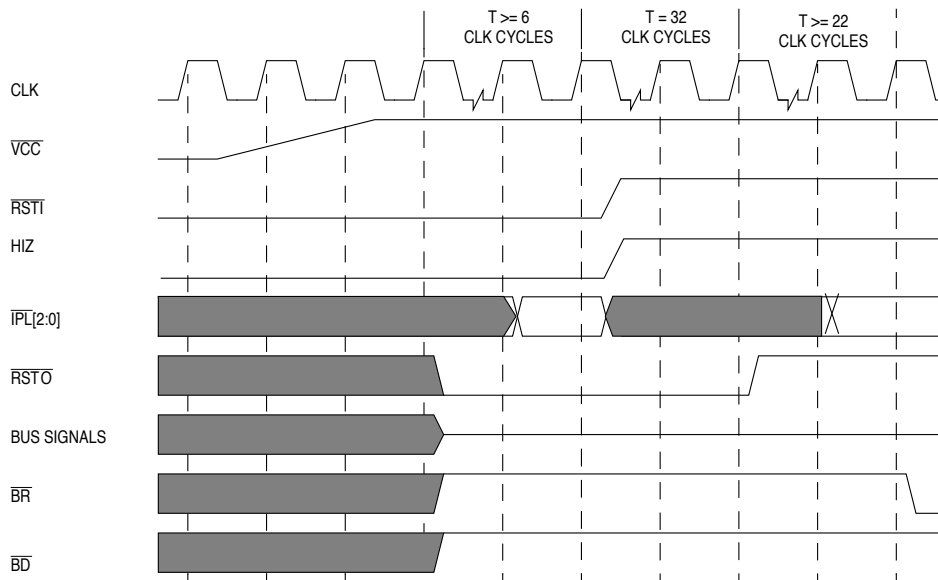 T >= 6
CLK CYCLES
T = 32
CLK CYCLES
T >= 22
CLK CYCLES
CLK
VCC
RSTI
HIZ
IPL[2:0]
RSTO
BUS SIGNALS
BR
BD